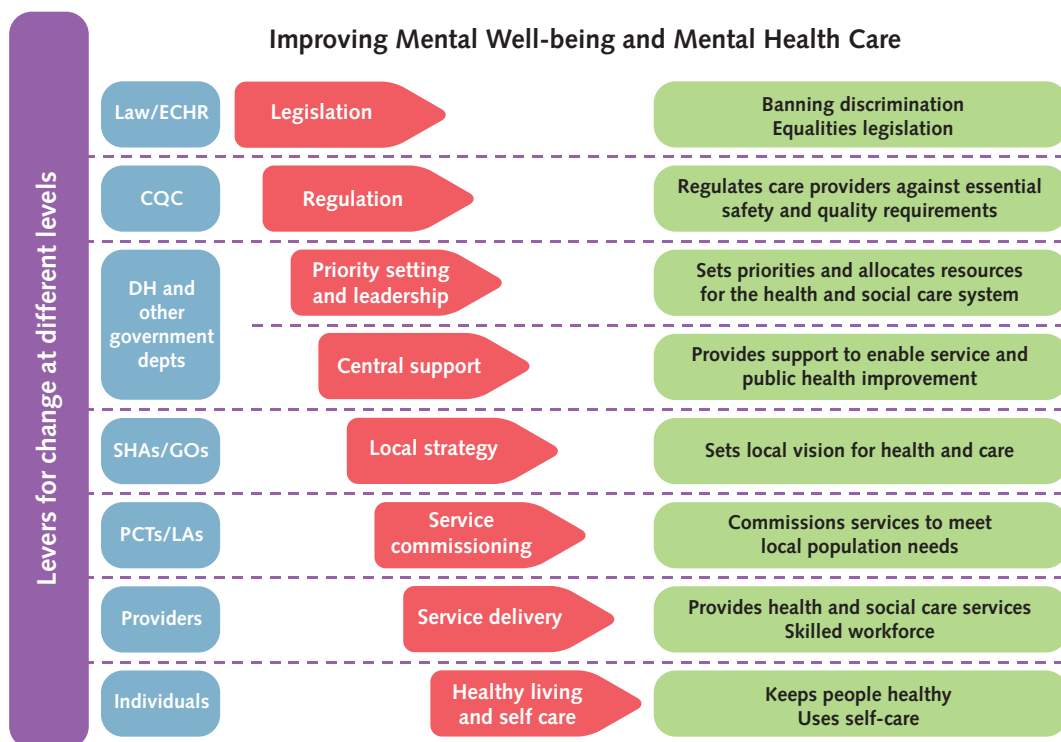 Improving Mental Well-being and Mental Health Care
Levers for change at different levels
Law/ECHR
Legislation
Banning discrimination
Equalities legislation
CQC
Regulation
Regulates care providers against essential
safety and quality requirements
DH and
other
government
depts
Priority setting
and leadership
Sets priorities and allocates resources
for the health and social care system
Central support
Provides support to enable service and
public health improvement
SHAs/GOs
Local strategy
Sets local vision for health and care
PCTs/LAs
Service
commissioning
Commissions services to meet
local population needs
Providers
Service delivery
Provides health and social care services
Skilled workforce
Individuals
Healthy living
and self care
Keeps people healthy
Uses self-care